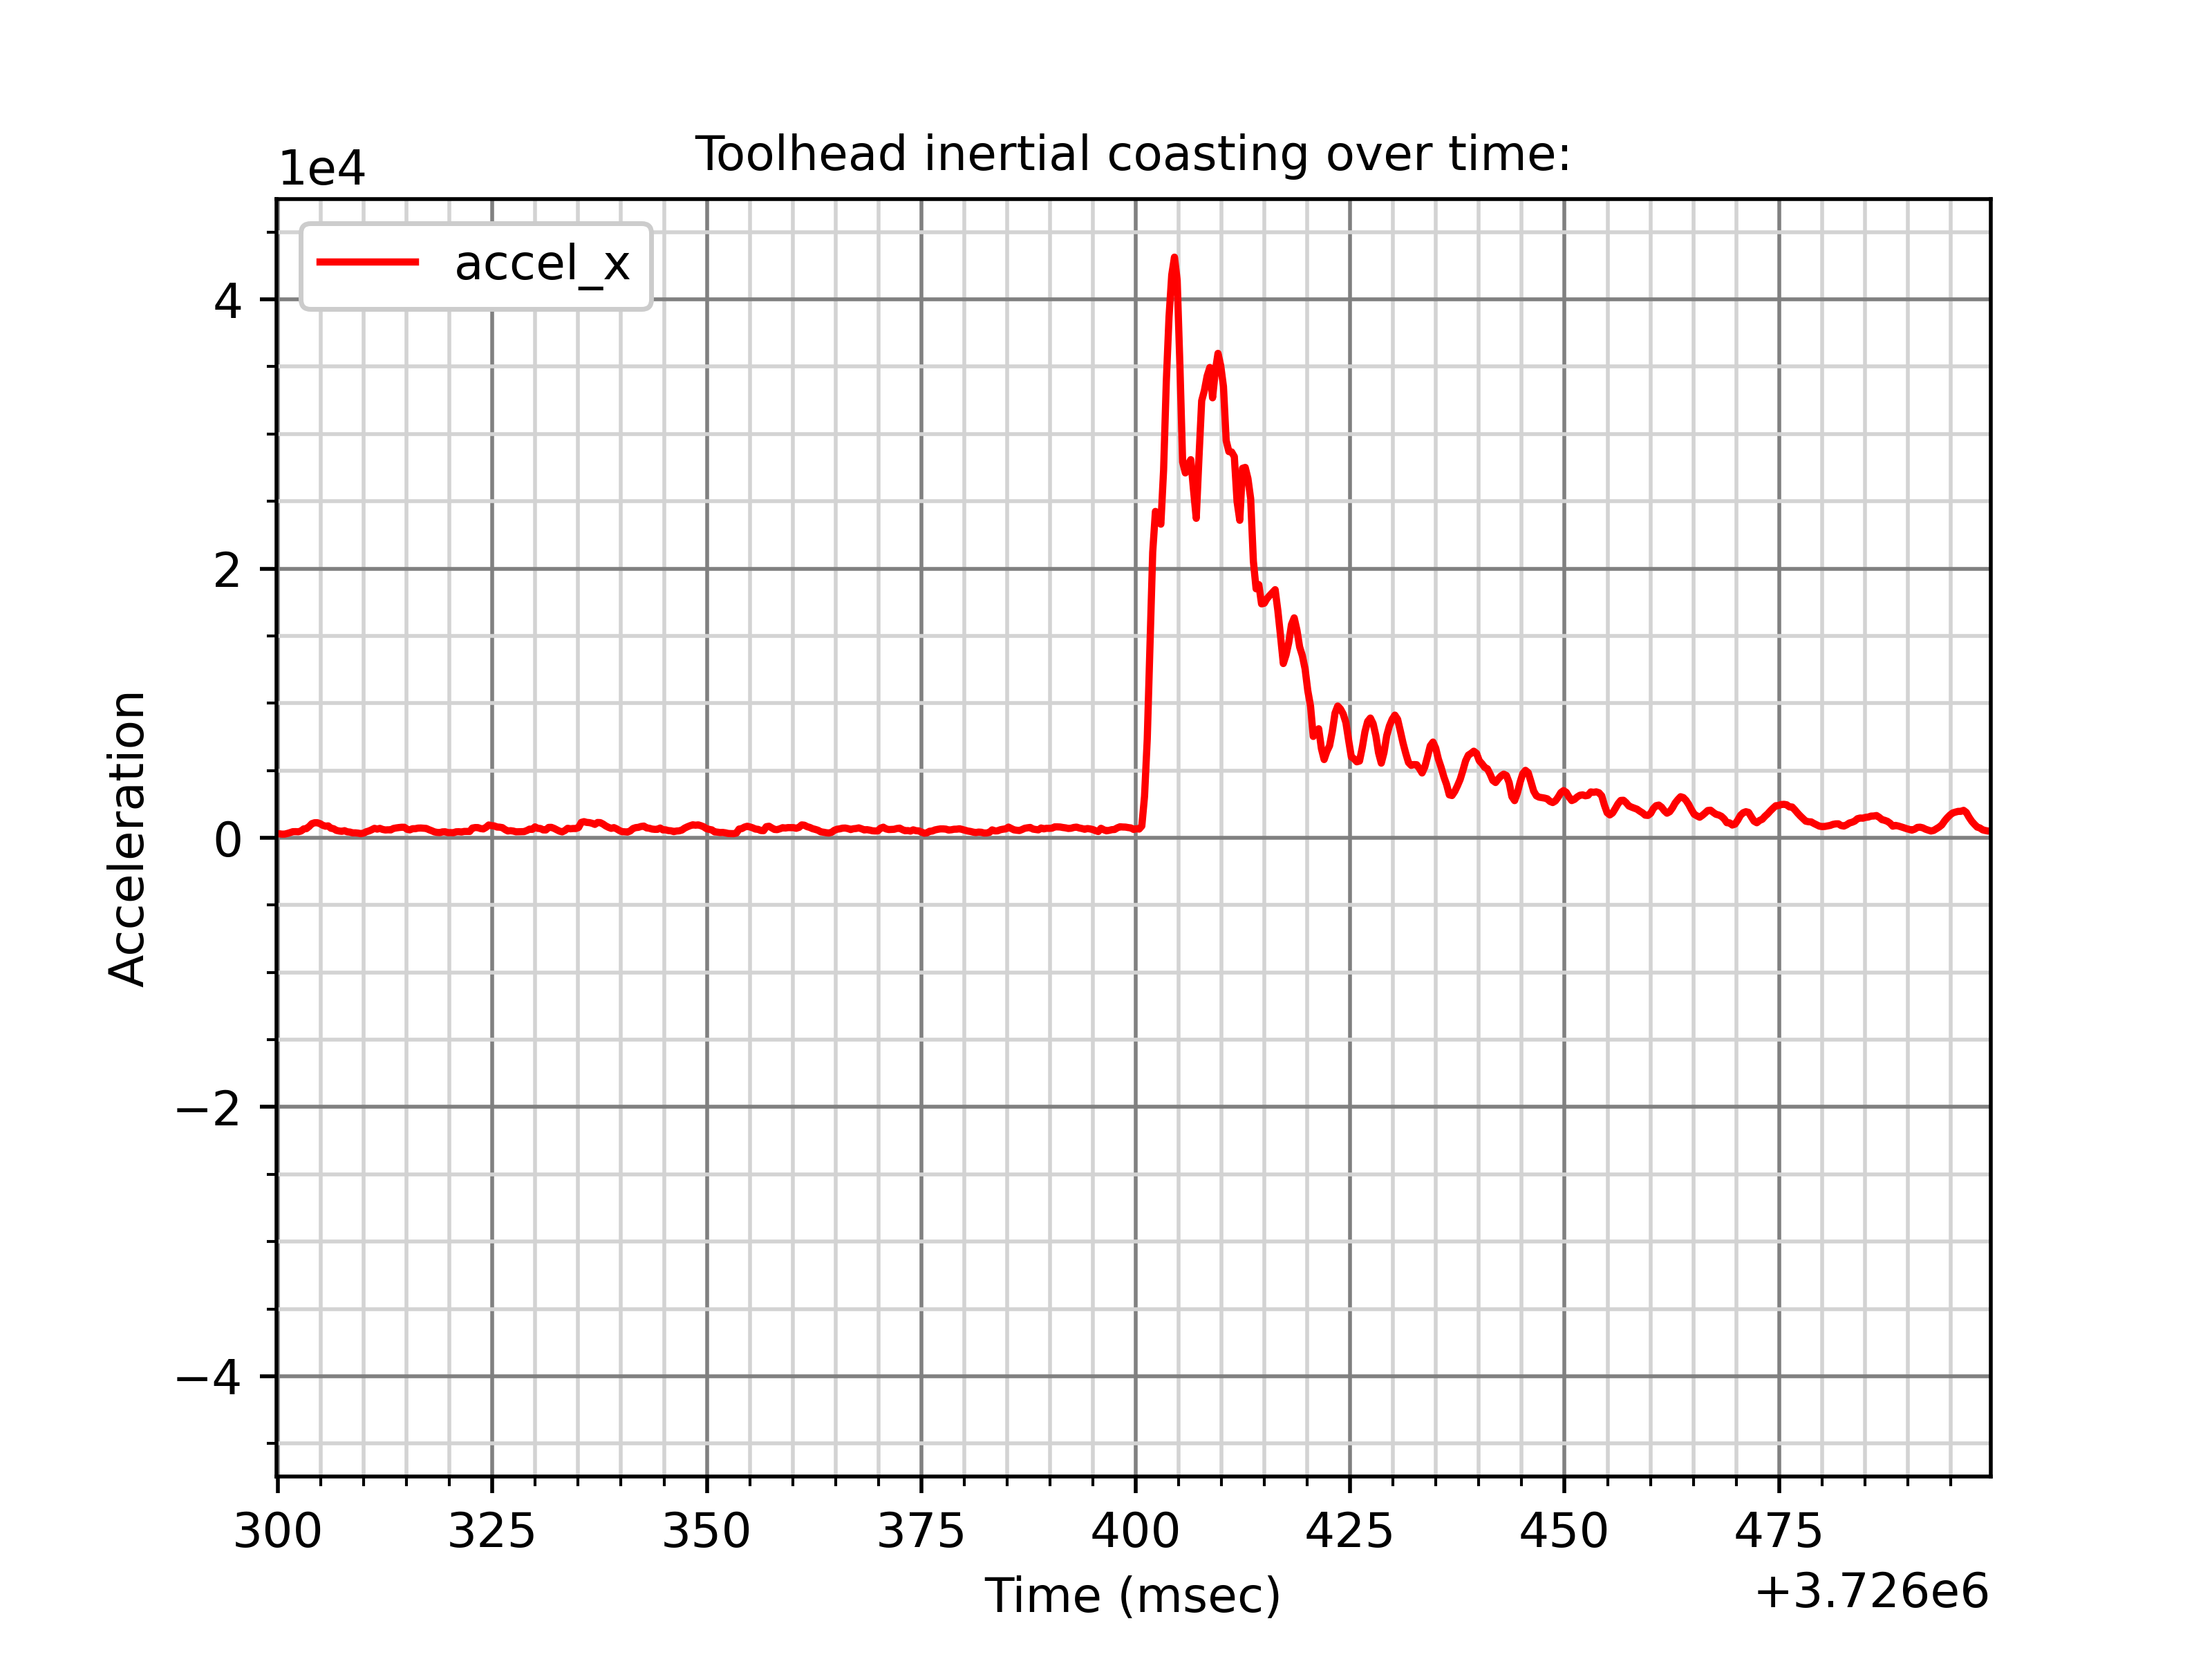 Toolhead inertial coasting over time:
1e4
accel_x
4
2
0
−2
−4
Acceleration
300 325 350 375 400 425 450 475
Time (msec)
+3.726e6